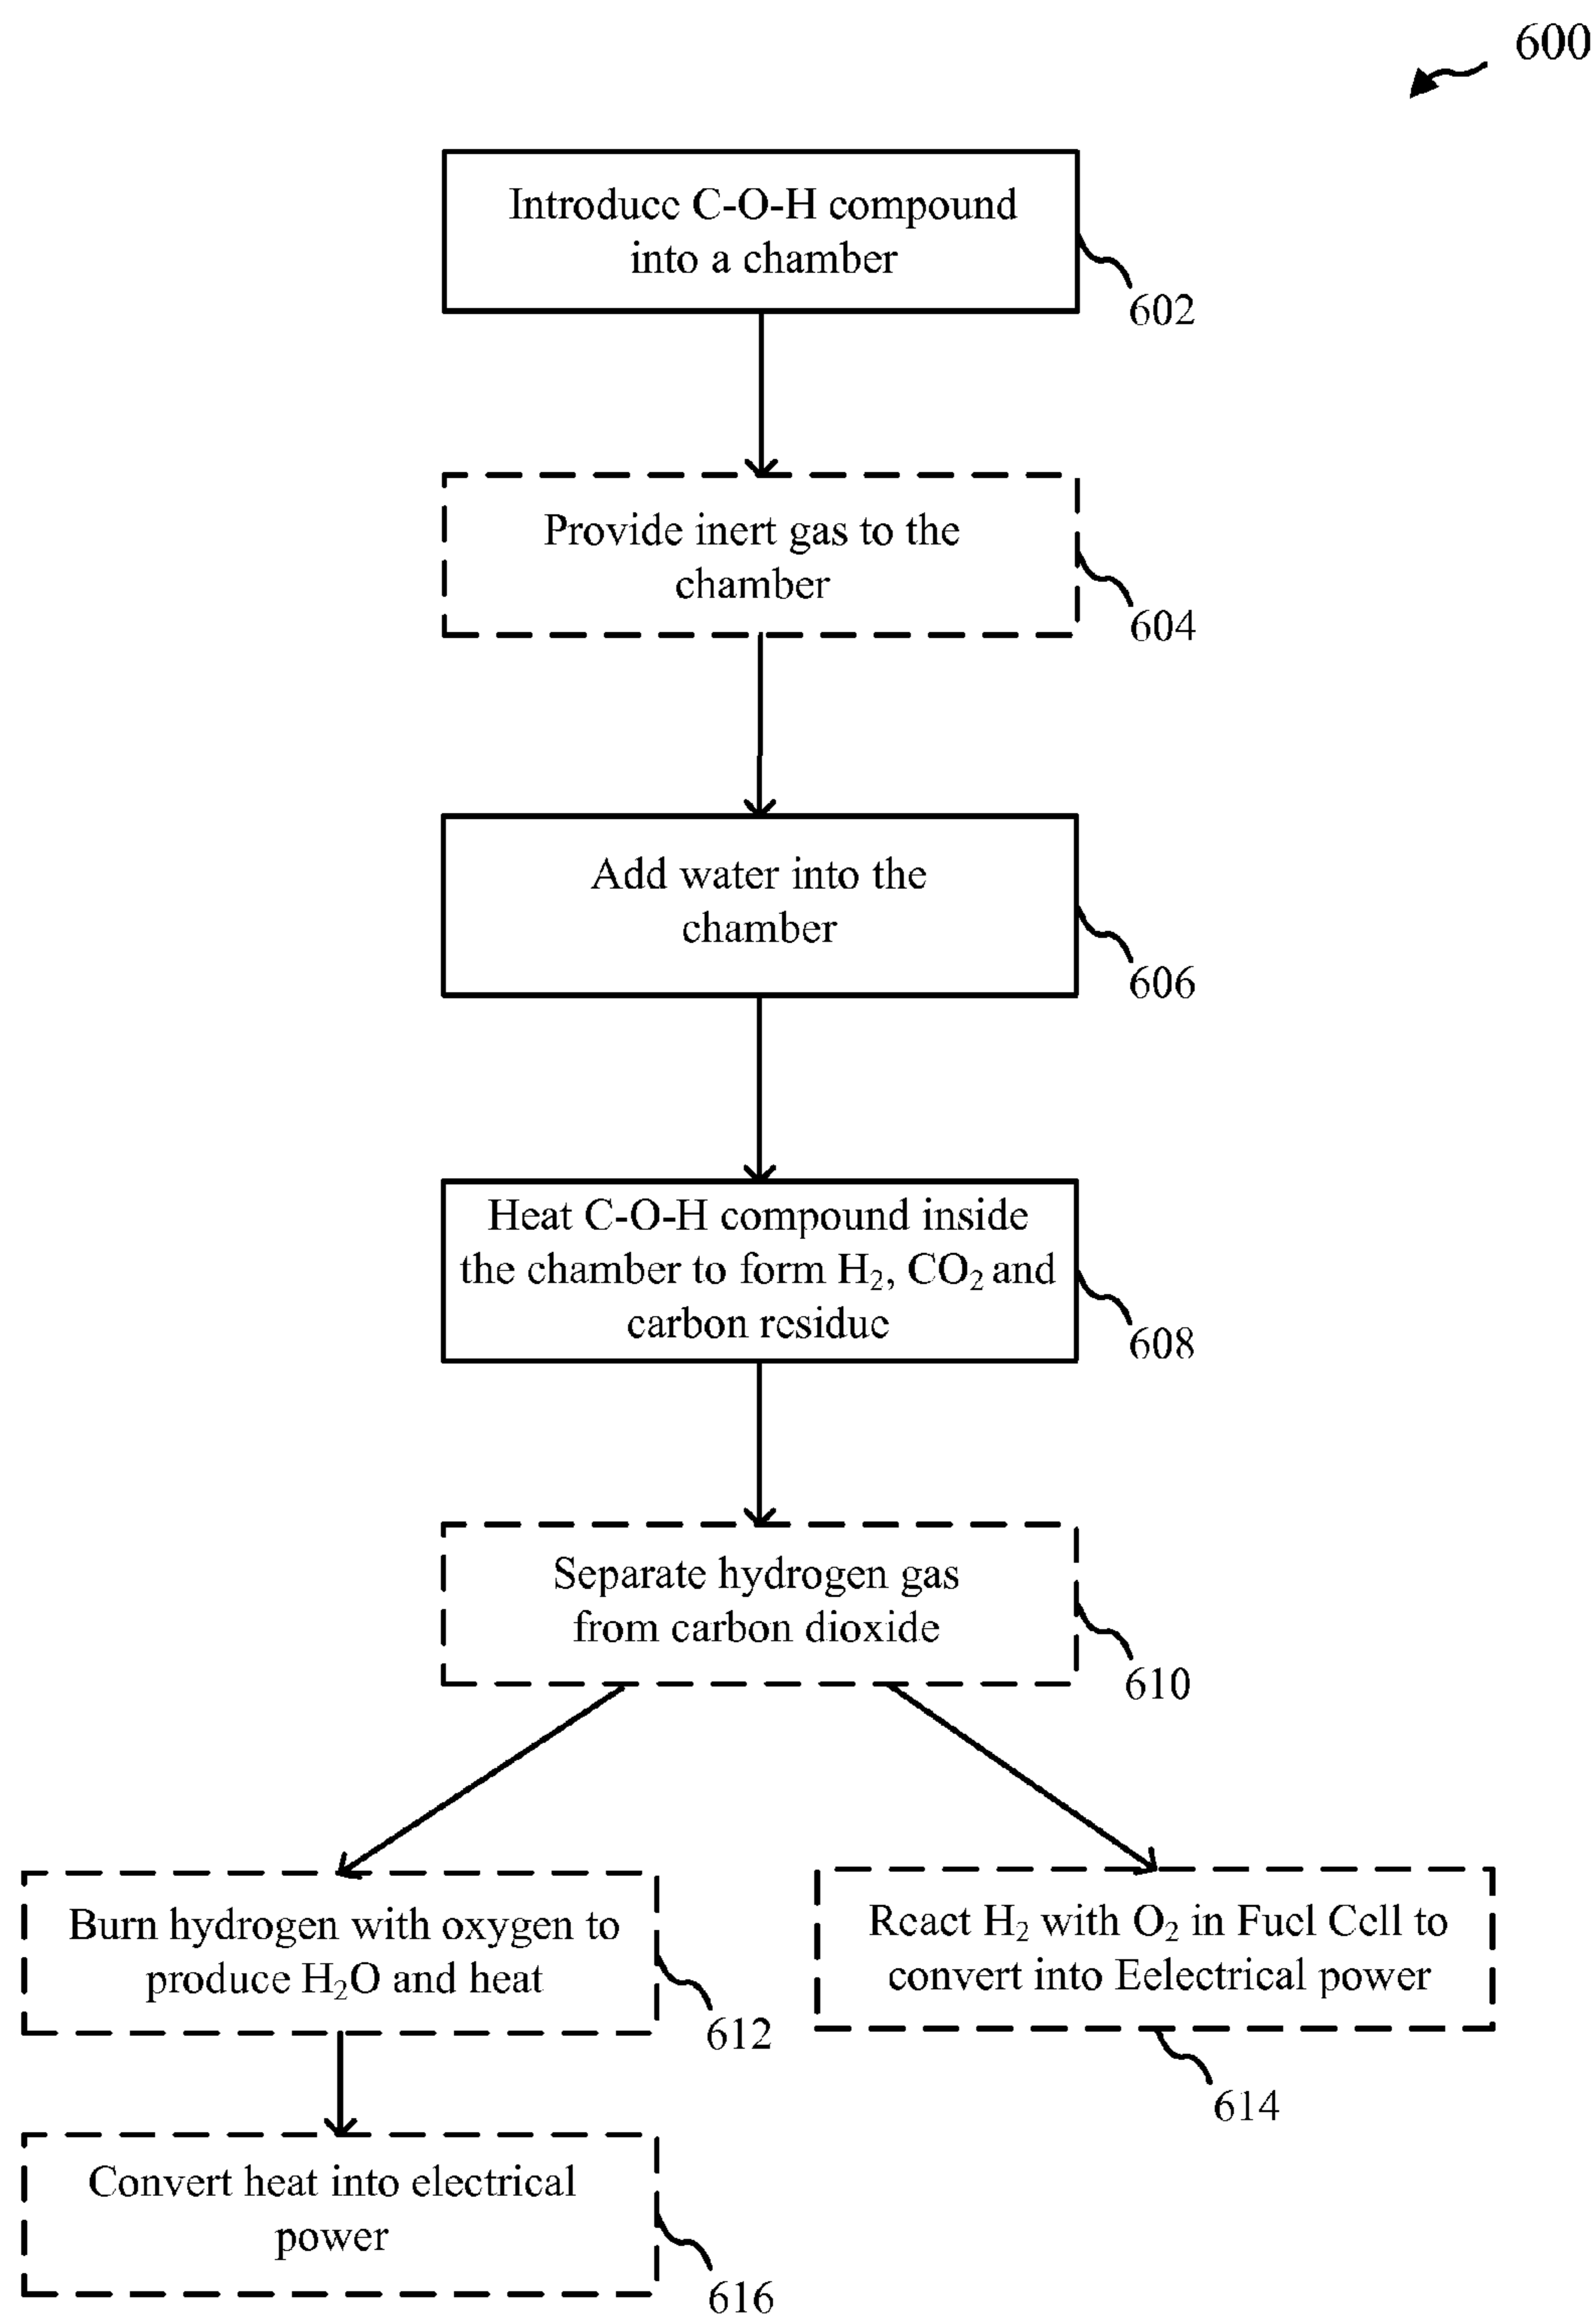 600
Introduce C-O-H compound
into a chamber
602
Provide inert gas to the
chamber
604
Add water into the
chamber
606
Heat C-O-H compound inside
the chamber to form H₂, CO₂ and
carbon residue
608
Separate hydrogen gas
from carbon dioxide
610
Burn hydrogen with oxygen to
produce H₂O and heat
612
React H₂ with O₂ in Fuel Cell to
convert into Eelectrical power
614
Convert heat into electrical
power
616